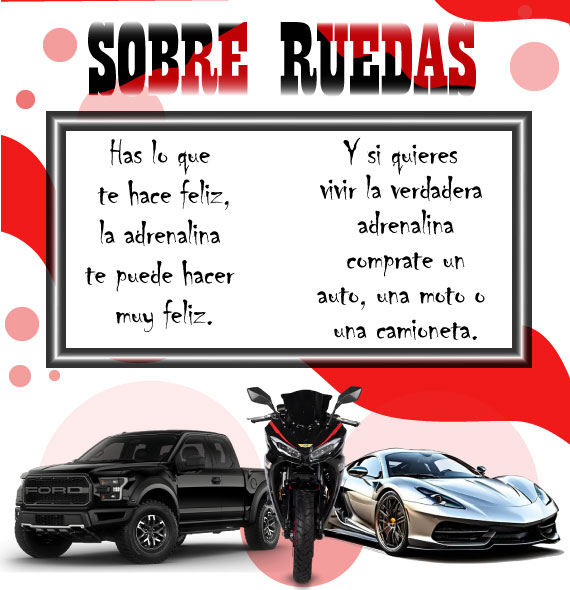 SOBRE RUEDAS
Has lo que
te hace feliz,
la adrenalina
te puede hacer
muy feliz.
Y si quieres
vivir la verdadera
adrenalina
comprate un
auto, una moto o
una camioneta.
FORD